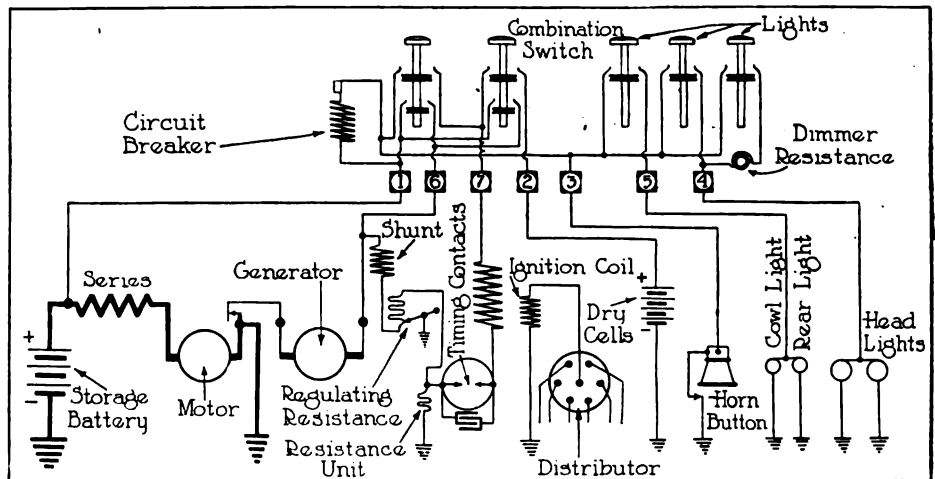 Combination
Switch
Lights
Circuit
Breaker
Dimmer
Resistance
1
6
7
2
3
5
4
Shunt
Series
Generator
Timing Contacts
Ignition Coil
+
Dry
Cells
-
Cowl Light
Rear Light
Head
Lights
+
-
Storage
Battery
Motor
Regulating
Resistance
Resistance
Unit
Distributor
Horn
Button